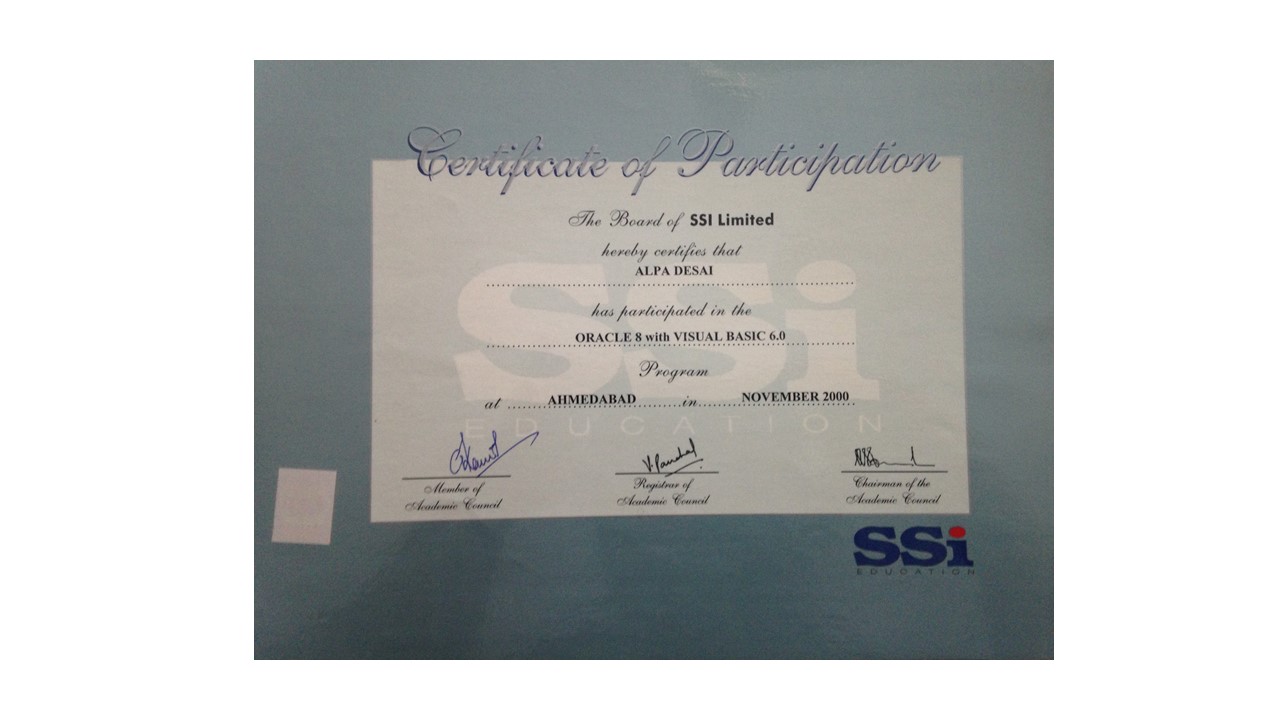 Certificate of Participation
The Board of SSI Limited
hereby certifies that
ALPA DESAI
has participated in the
ORACLE 8 with VISUAL BASIC 6.0
Program
at AHMEDABAD in NOVEMBER 2000
SSi
EDUCATION
Member of
Academic Council
V. Panchal
Registrar of
Academic Council
Chairman of the
Academic Council
SSi
EDUCATION